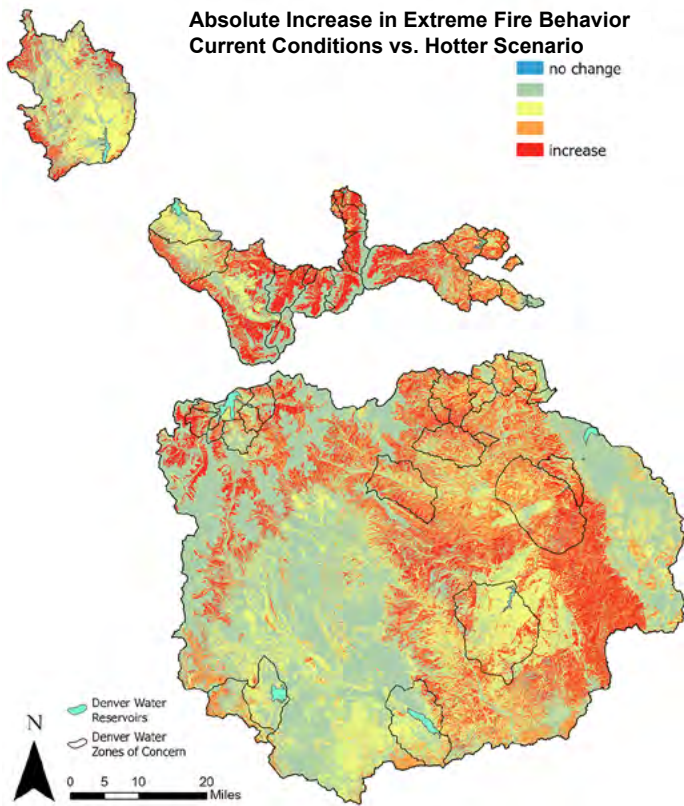 Absolute Increase in Extreme Fire Behavior
Current Conditions vs. Hotter Scenario
no change
increase
Denver Water
Reservoirs
Denver Water
Zones of Concern
N
0 5 10 20
Miles